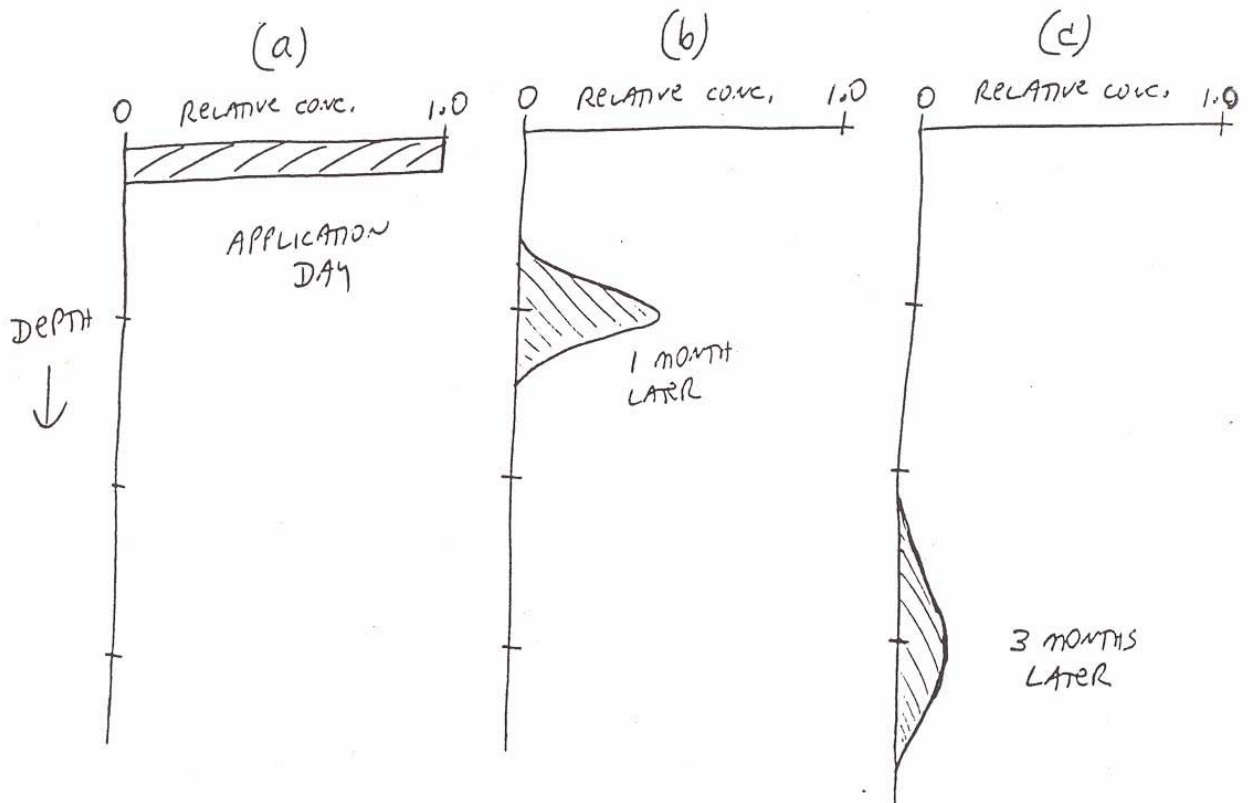 (a)
0 RELATIVE CONC. 1.0
APPLICATION
DAY
DEPTH
(b)
0 RELATIVE CONC. 1.0
1 MONTH
LATER
(c)
0 RELATIVE CONC. 1.0
3 MONTHS
LATER